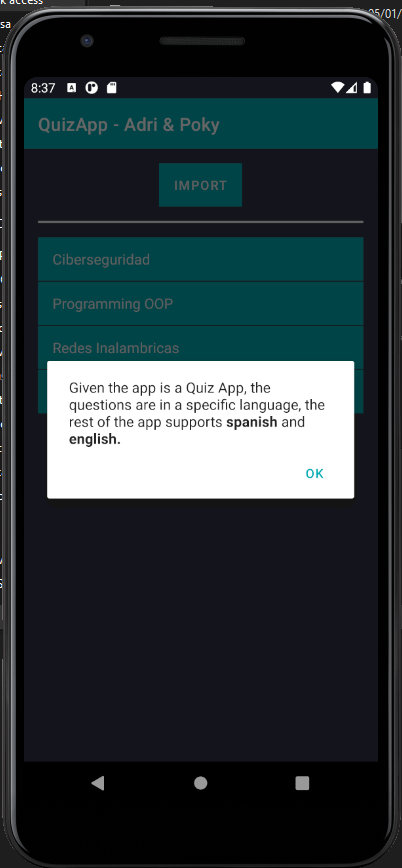 k access
05/01/
sa
8:37
QuizApp - Adri & Poky
IMPORT
Ciberseguridad
Programming OOP
Redes Inalambricas
Given the app is a Quiz App, the
questions are in a specific language, the
rest of the app supports spanish and
english.
OK